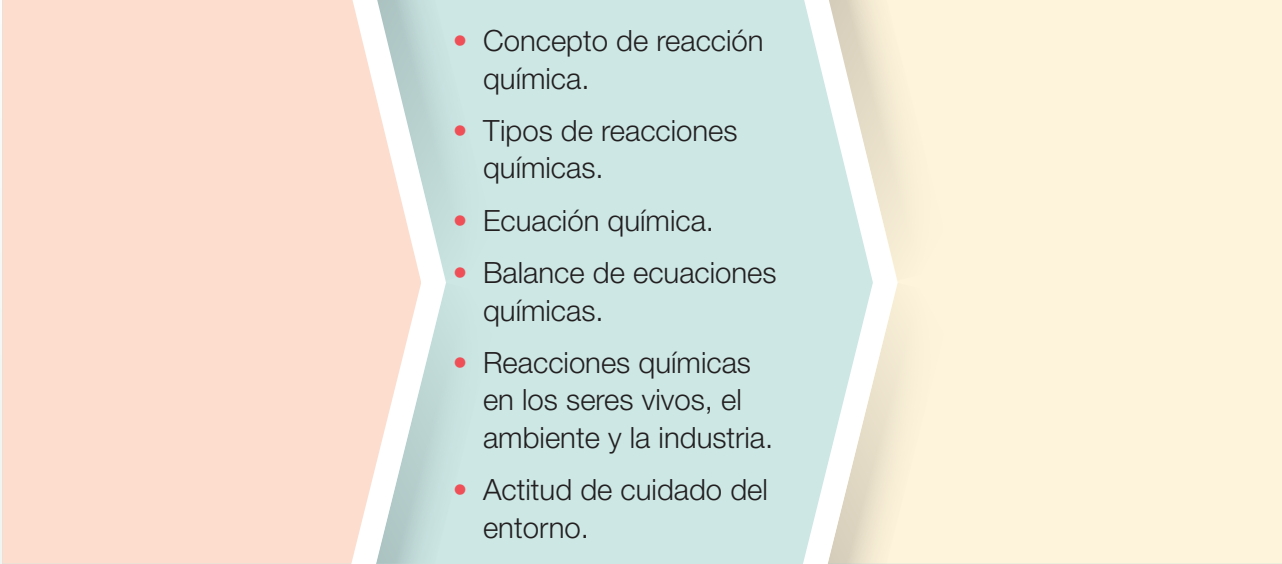 • Concepto de reacción
química.
• Tipos de reacciones
químicas.
• Ecuación química.
• Balance de ecuaciones
químicas.
• Reacciones químicas
en los seres vivos, el
ambiente y la industria.
• Actitud de cuidado del
entorno.